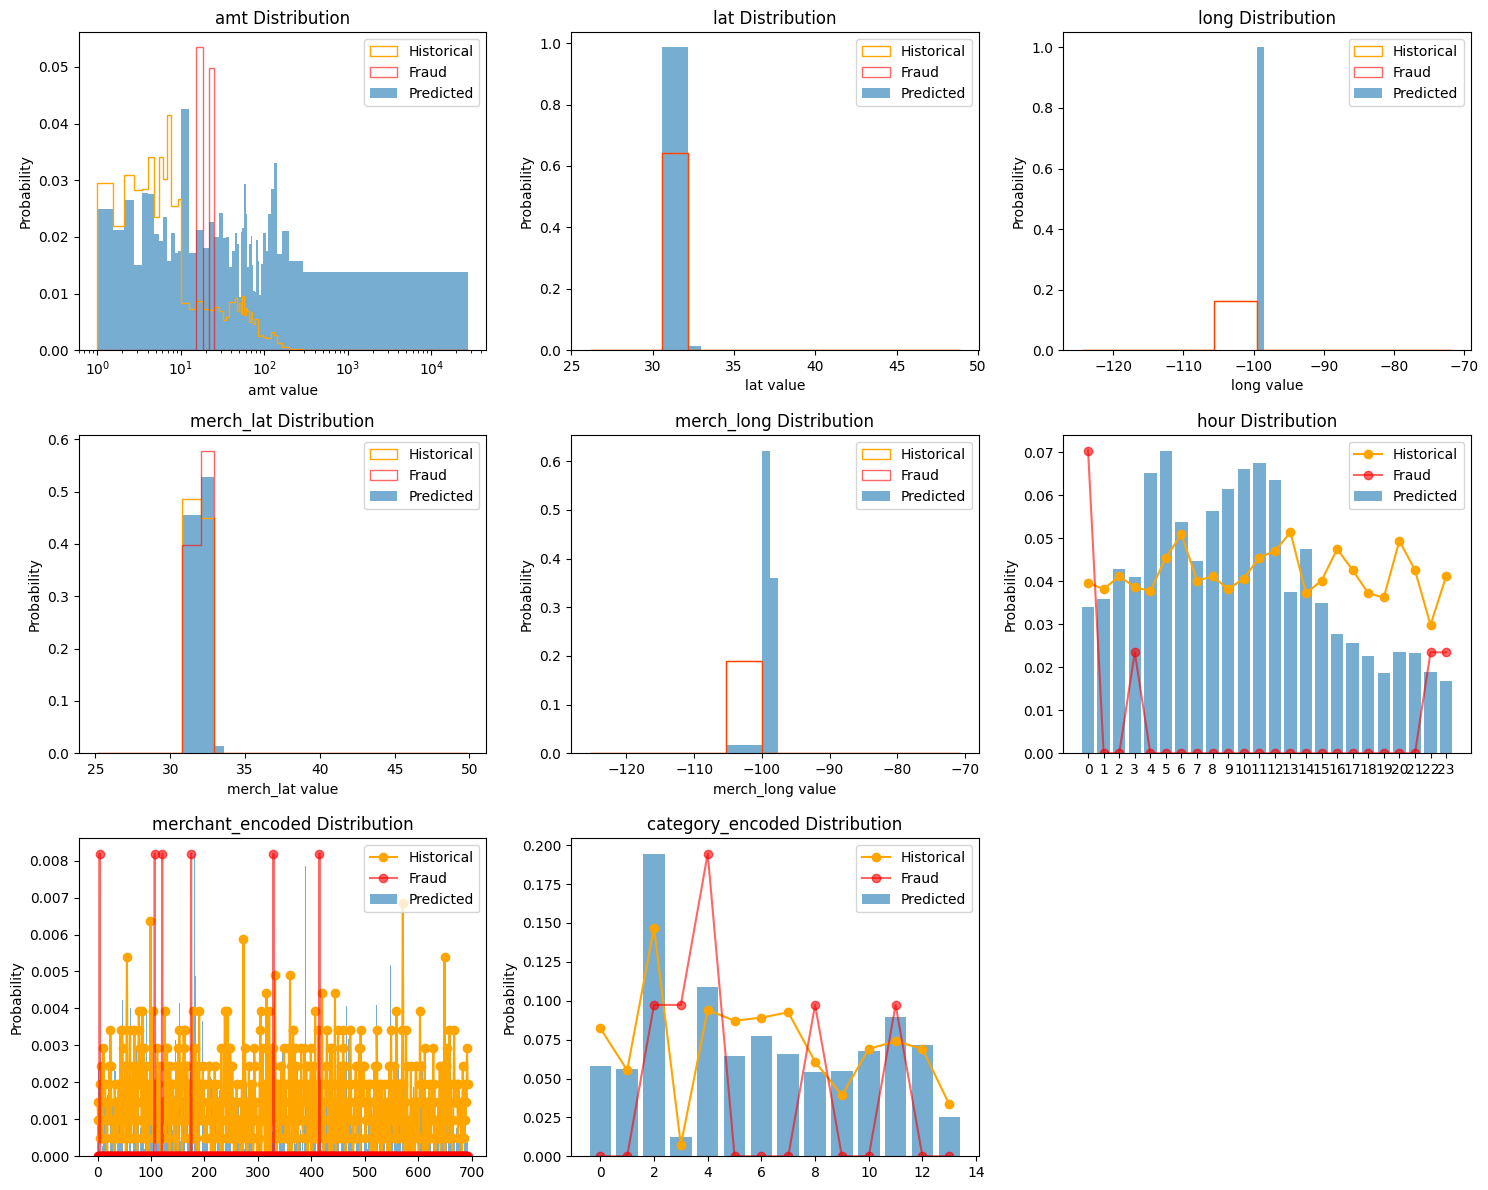 amt Distribution
Probability
0.05
0.04
0.03
0.02
0.01
0.00
Historical
Fraud
Predicted
10⁰ 10¹ 10² 10³ 10⁴
amt value
lat Distribution
Probability
1.0
0.8
0.6
0.4
0.2
0.0
Historical
Fraud
Predicted
25 30 35 40 45 50
lat value
long Distribution
Probability
1.0
0.8
0.6
0.4
0.2
0.0
Historical
Fraud
Predicted
−120 −110 −100 −90 −80 −70
long value
merch_lat Distribution
Probability
0.6
0.5
0.4
0.3
0.2
0.1
0.0
Historical
Fraud
Predicted
25 30 35 40 45 50
merch_lat value
merch_long Distribution
Probability
0.6
0.5
0.4
0.3
0.2
0.1
0.0
Historical
Fraud
Predicted
−120 −110 −100 −90 −80 −70
merch_long value
hour Distribution
Probability
0.07
0.06
0.05
0.04
0.03
0.02
0.01
0.00
Historical
Fraud
Predicted
0 1 2 3 4 5 6 7 8 9 10 11 12 13 14 15 16 17 18 19 20 21 22 23
merchant_encoded Distribution
Probability
0.008
0.007
0.006
0.005
0.004
0.003
0.002
0.001
0.000
Historical
Fraud
Predicted
0 100 200 300 400 500 600 700
category_encoded Distribution
Probability
0.200
0.175
0.150
0.125
0.100
0.075
0.050
0.025
0.000
Historical
Fraud
Predicted
0 2 4 6 8 10 12 14